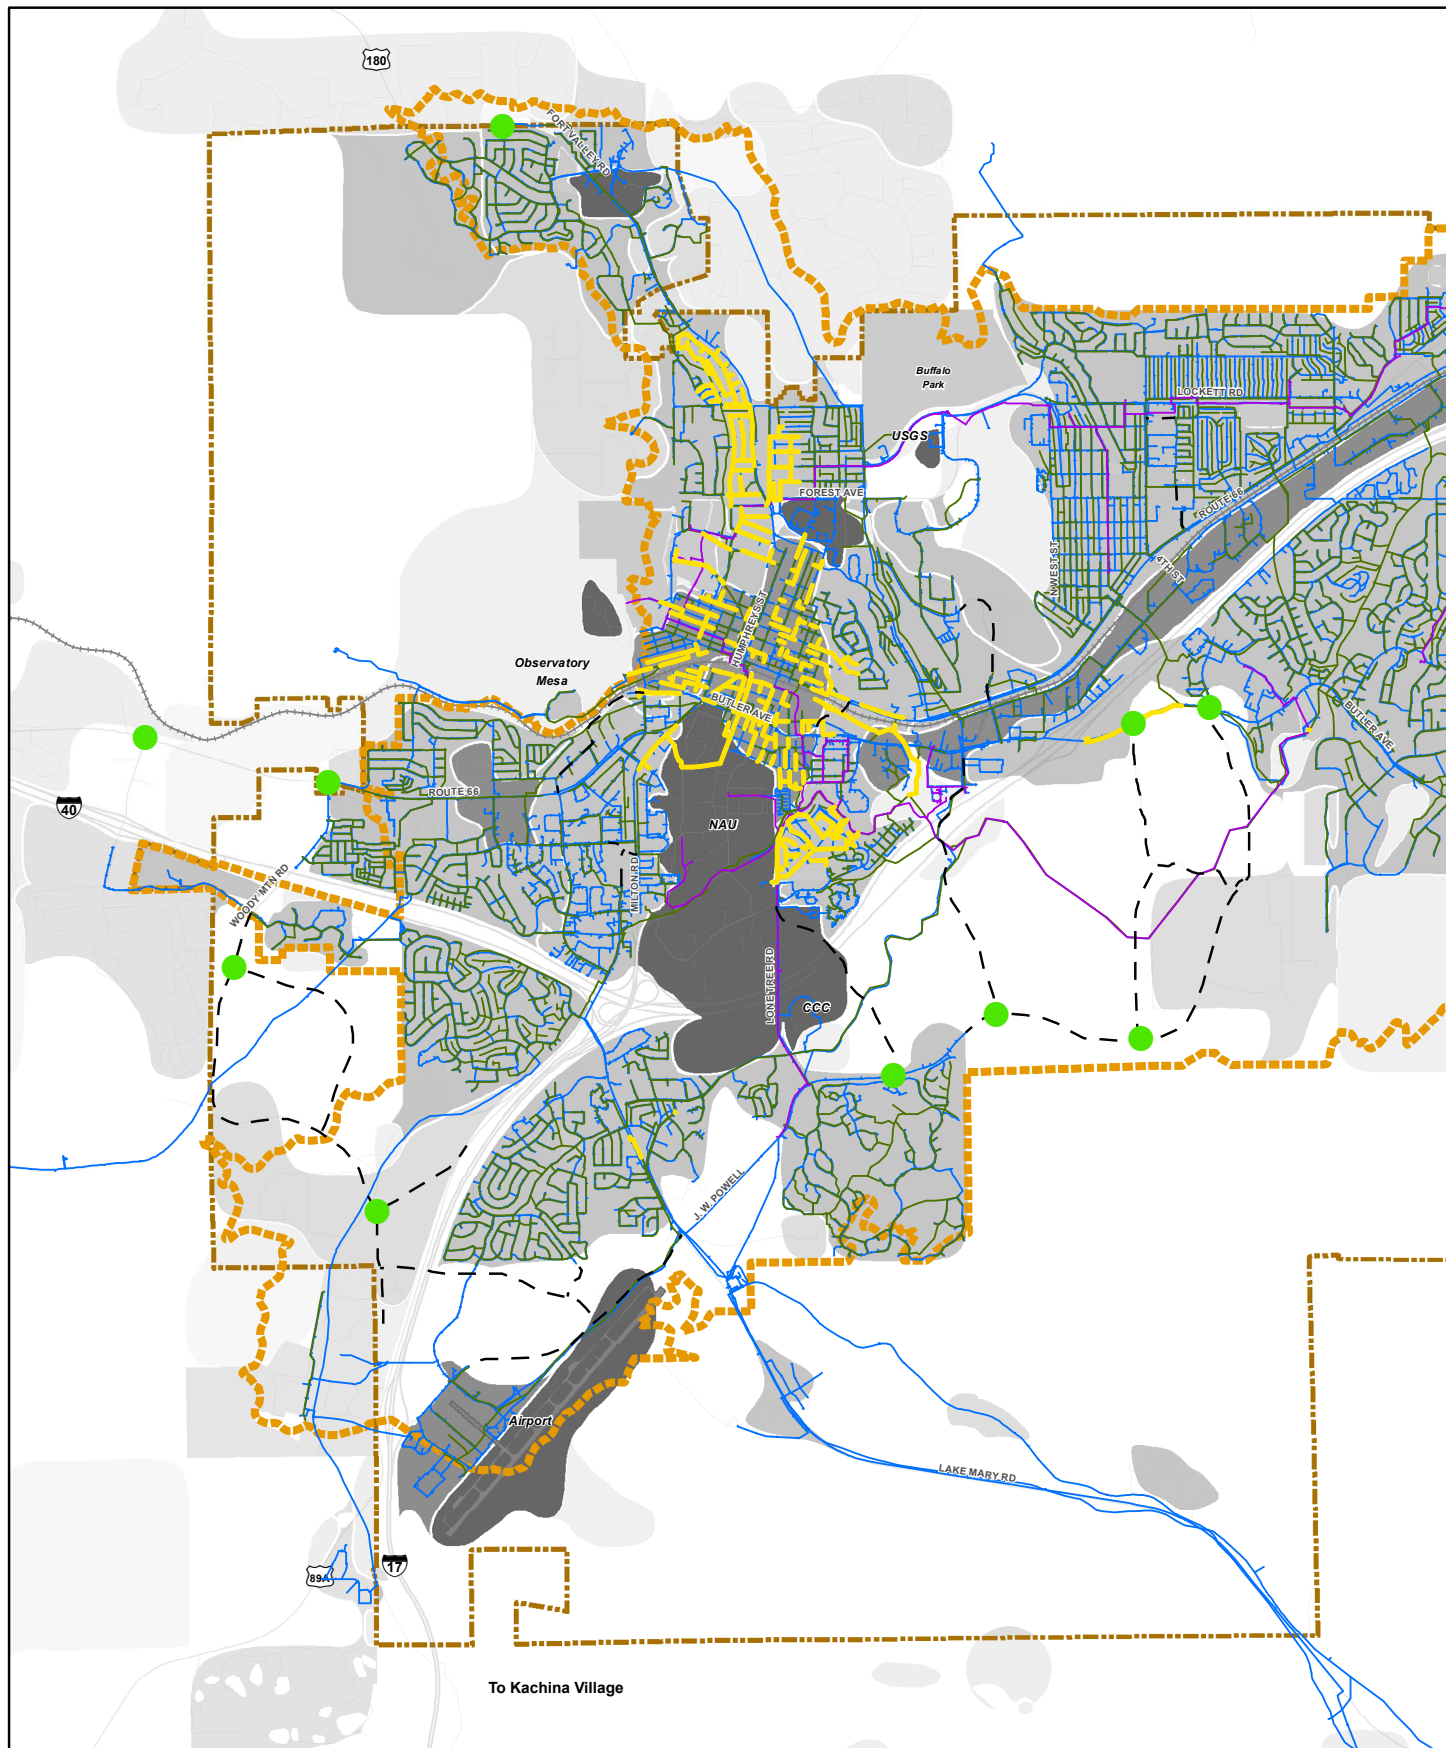 180
FORT VALLEY RD
Buffalo
Park
LOCKETT RD
USGS
FOREST AVE
ROUTE 66
N WEST ST
4TH ST
HUMPHREYS ST
Observatory
Mesa
BUTLER AVE
BUTLER AVE
ROUTE 66
40
NAU
MILTON RD
WOODY MTN RD
LONE TREE RD
CCC
J. W. POWELL
Airport
LAKE MARY RD
17
89A
To Kachina Village